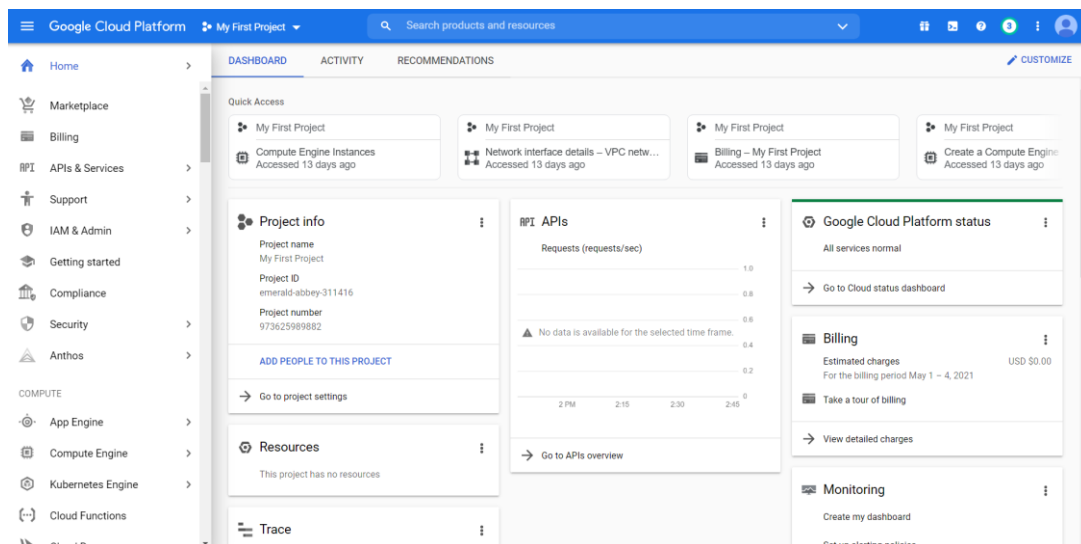 Google Cloud Platform
My First Project
Search products and resources
3
Home
Marketplace
Billing
API APIs & Services
Support
IAM & Admin
Getting started
Compliance
Security
Anthos
COMPUTE
App Engine
Compute Engine
Kubernetes Engine
Cloud Functions
DASHBOARD
ACTIVITY
RECOMMENDATIONS
CUSTOMIZE
Quick Access
My First Project
Compute Engine Instances
Accessed 13 days ago
My First Project
Network interface details – VPC netw...
Accessed 13 days ago
My First Project
Billing – My First Project
Accessed 13 days ago
My First Project
Create a Compute Engine
Accessed 13 days ago
Project info
Project name
My First Project
Project ID
emerald-abbey-311416
Project number
973625989882
ADD PEOPLE TO THIS PROJECT
Go to project settings
Resources
This project has no resources
Trace
API APIs
Requests (requests/sec)
1.0
0.8
0.6
No data is available for the selected time frame.
0.4
0.2
0
2 PM 2:15 2:30 2:45
Go to APIs overview
Google Cloud Platform status
All services normal
Go to Cloud status dashboard
Billing
Estimated charges USD $0.00
For the billing period May 1 – 4, 2021
Take a tour of billing
View detailed charges
Monitoring
Create my dashboard